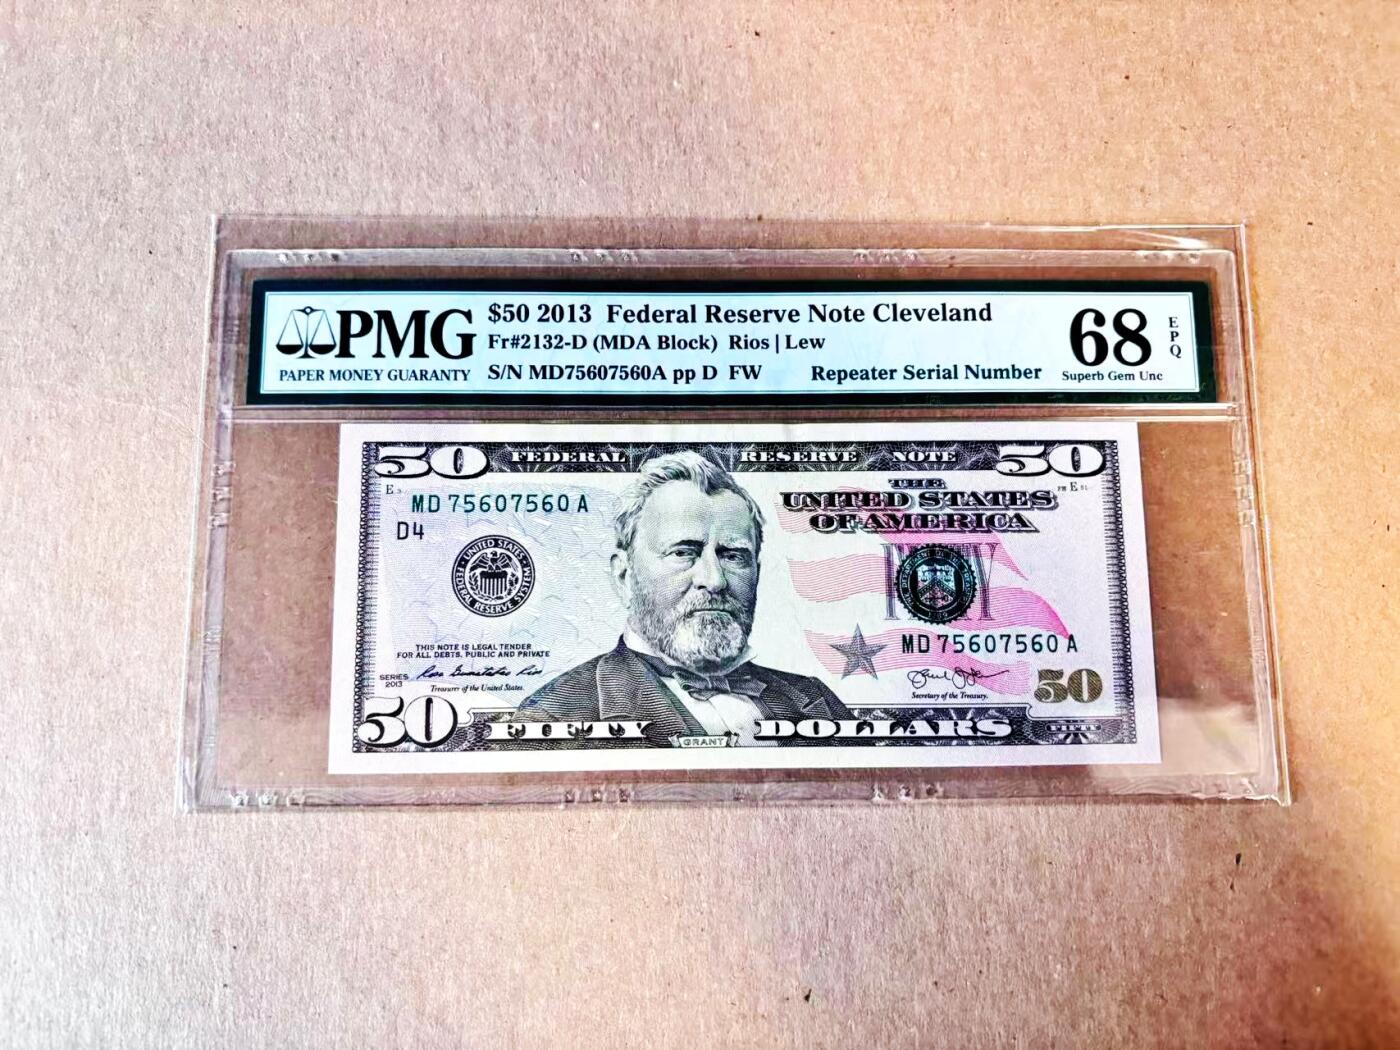 PMG
PAPER MONEY GUARANTY
$50 2013 Federal Reserve Note Cleveland
Fr#2132-D (MDA Block) Rios | Lew
S/N MD75607560A pp D FW Repeater Serial Number
68
EPQ
Superb Gem Unc
50 FEDERAL RESERVE NOTE 50
THE
UNITED STATES
OF AMERICA
MD 75607560 A
D4
UNITED STATES
FEDERAL RESERVE SYSTEM
MD 75607560 A
THIS NOTE IS LEGAL TENDER
FOR ALL DEBTS, PUBLIC AND PRIVATE
SERIES
2013
Treasurer of the United States.
Secretary of the Treasury.
50
50 FIFTY GRANT DOLLARS